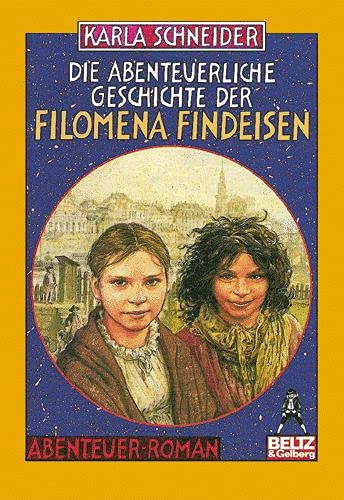 KARLA SCHNEIDER
DIE ABENTEUERLICHE
GESCHICHTE DER
FILOMENA FINDEISEN
ABENTEUER-ROMAN
BELTZ
& Gelberg